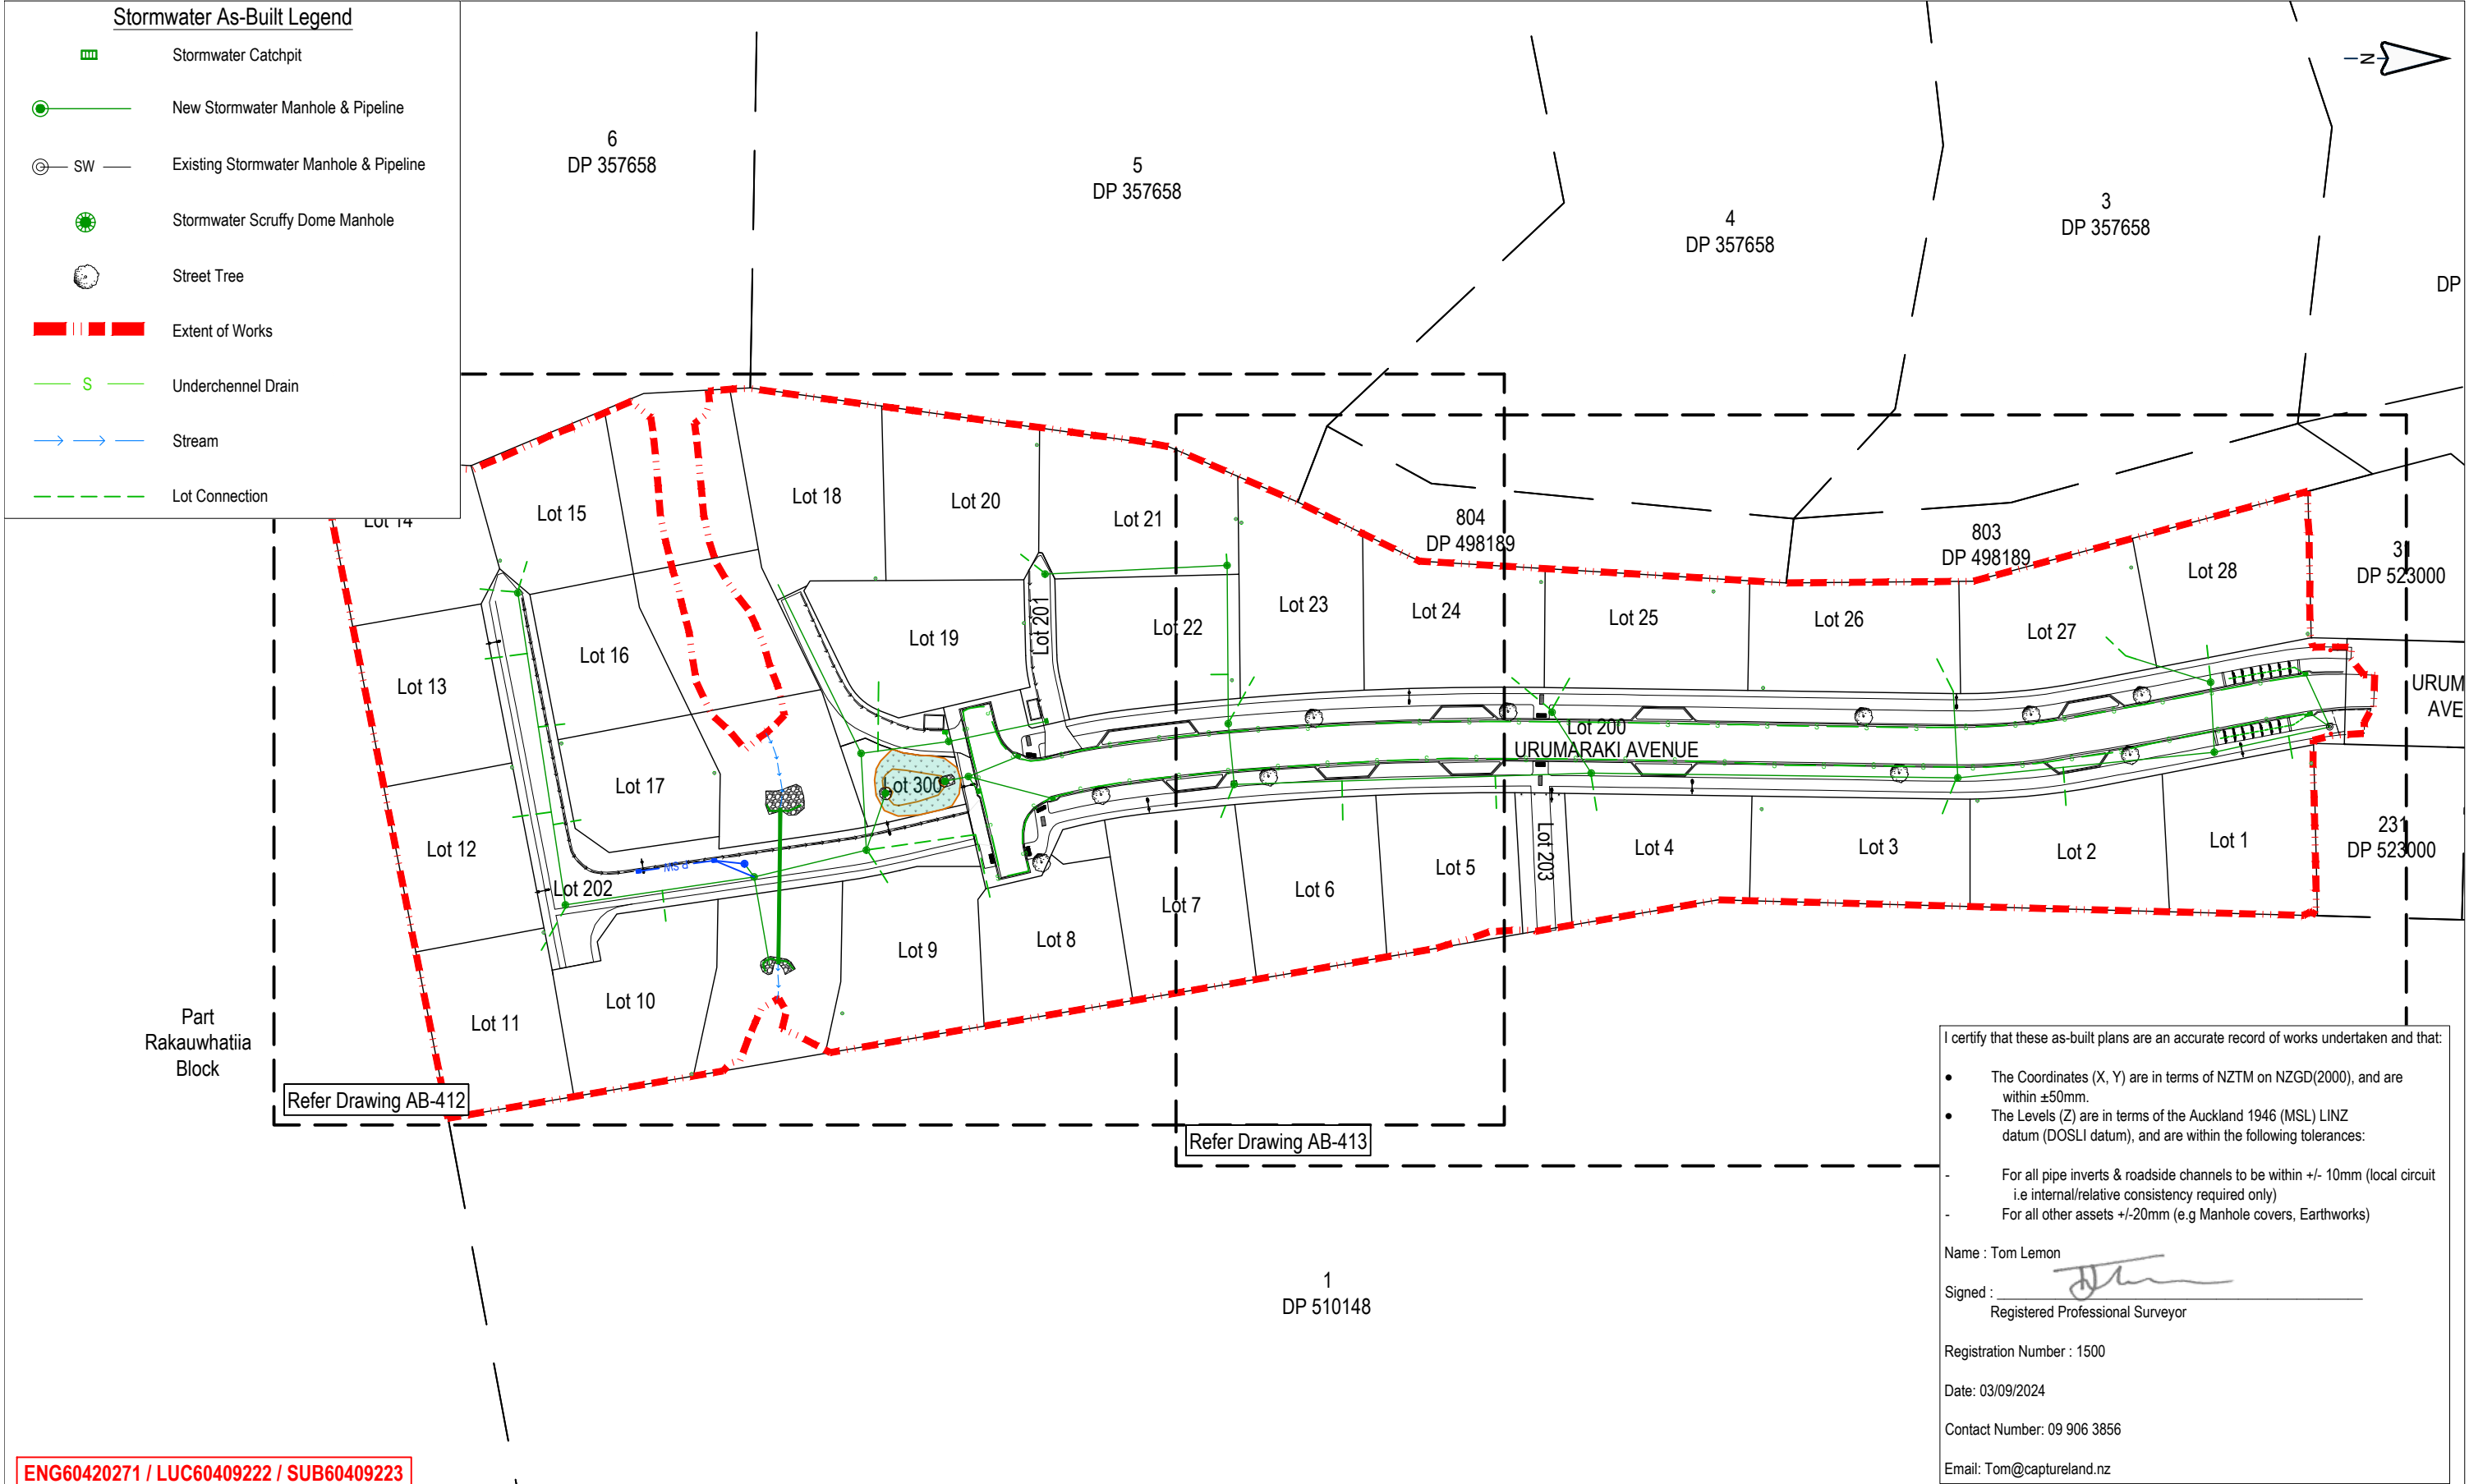 Stormwater As-Built Legend
Stormwater Catchpit
New Stormwater Manhole & Pipeline
SW
Existing Stormwater Manhole & Pipeline
Stormwater Scruffy Dome Manhole
Street Tree
Extent of Works
S
Underchennel Drain
Stream
Lot Connection
N
6
DP 357658
5
DP 357658
4
DP 357658
3
DP 357658
DP
804
DP 498189
803
DP 498189
31
DP 523000
231
DP 523000
Lot 14
Lot 15
Lot 18
Lot 20
Lot 21
Lot 28
Lot 23
Lot 24
Lot 25
Lot 26
Lot 27
Lot 22
Lot 201
Lot 19
Lot 16
Lot 13
Lot 17
Lot 300
Lot 200
URUMARAKI AVENUE
URUM
AVE
Lot 12
Lot 202
Lot 203
Lot 4
Lot 3
Lot 2
Lot 1
Lot 5
Lot 6
Lot 7
Lot 8
Lot 9
Lot 10
Lot 11
Part
Rakauwhatiia
Block
Refer Drawing AB-412
Refer Drawing AB-413
1
DP 510148
I certify that these as-built plans are an accurate record of works undertaken and that:
● The Coordinates (X, Y) are in terms of NZTM on NZGD(2000), and are
within ±50mm.
● The Levels (Z) are in terms of the Auckland 1946 (MSL) LINZ
datum (DOSLI datum), and are within the following tolerances:
- For all pipe inverts & roadside channels to be within +/- 10mm (local circuit
i.e internal/relative consistency required only)
- For all other assets +/-20mm (e.g Manhole covers, Earthworks)
Name : Tom Lemon
Signed :
Registered Professional Surveyor
Registration Number : 1500
Date: 03/09/2024
Contact Number: 09 906 3856
Email: Tom@captureland.nz
ENG60420271 / LUC60409222 / SUB60409223